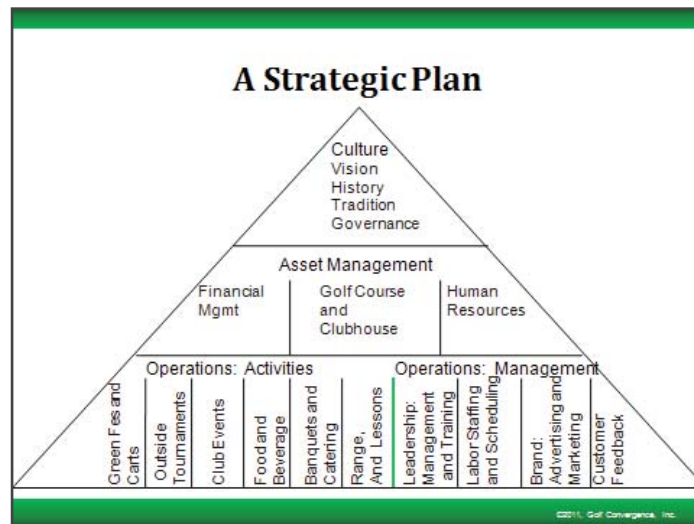 A Strategic Plan
Culture
Vision
History
Tradition
Governance
Asset Management
Financial
Mgmt
Golf Course
and
Clubhouse
Human
Resources
Operations: Activities
Operations: Management
Green Fes and
Carts
Outside
Tournaments
Club Events
Food and
Beverage
Banquets and
Catering
Range,
And Lessons
Leadership:
Management
and Training
Labor Staffing
and Scheduling
Brand:
Advertising and
Marketing
Customer
Feedback
©2011, Golf Convergence, Inc.